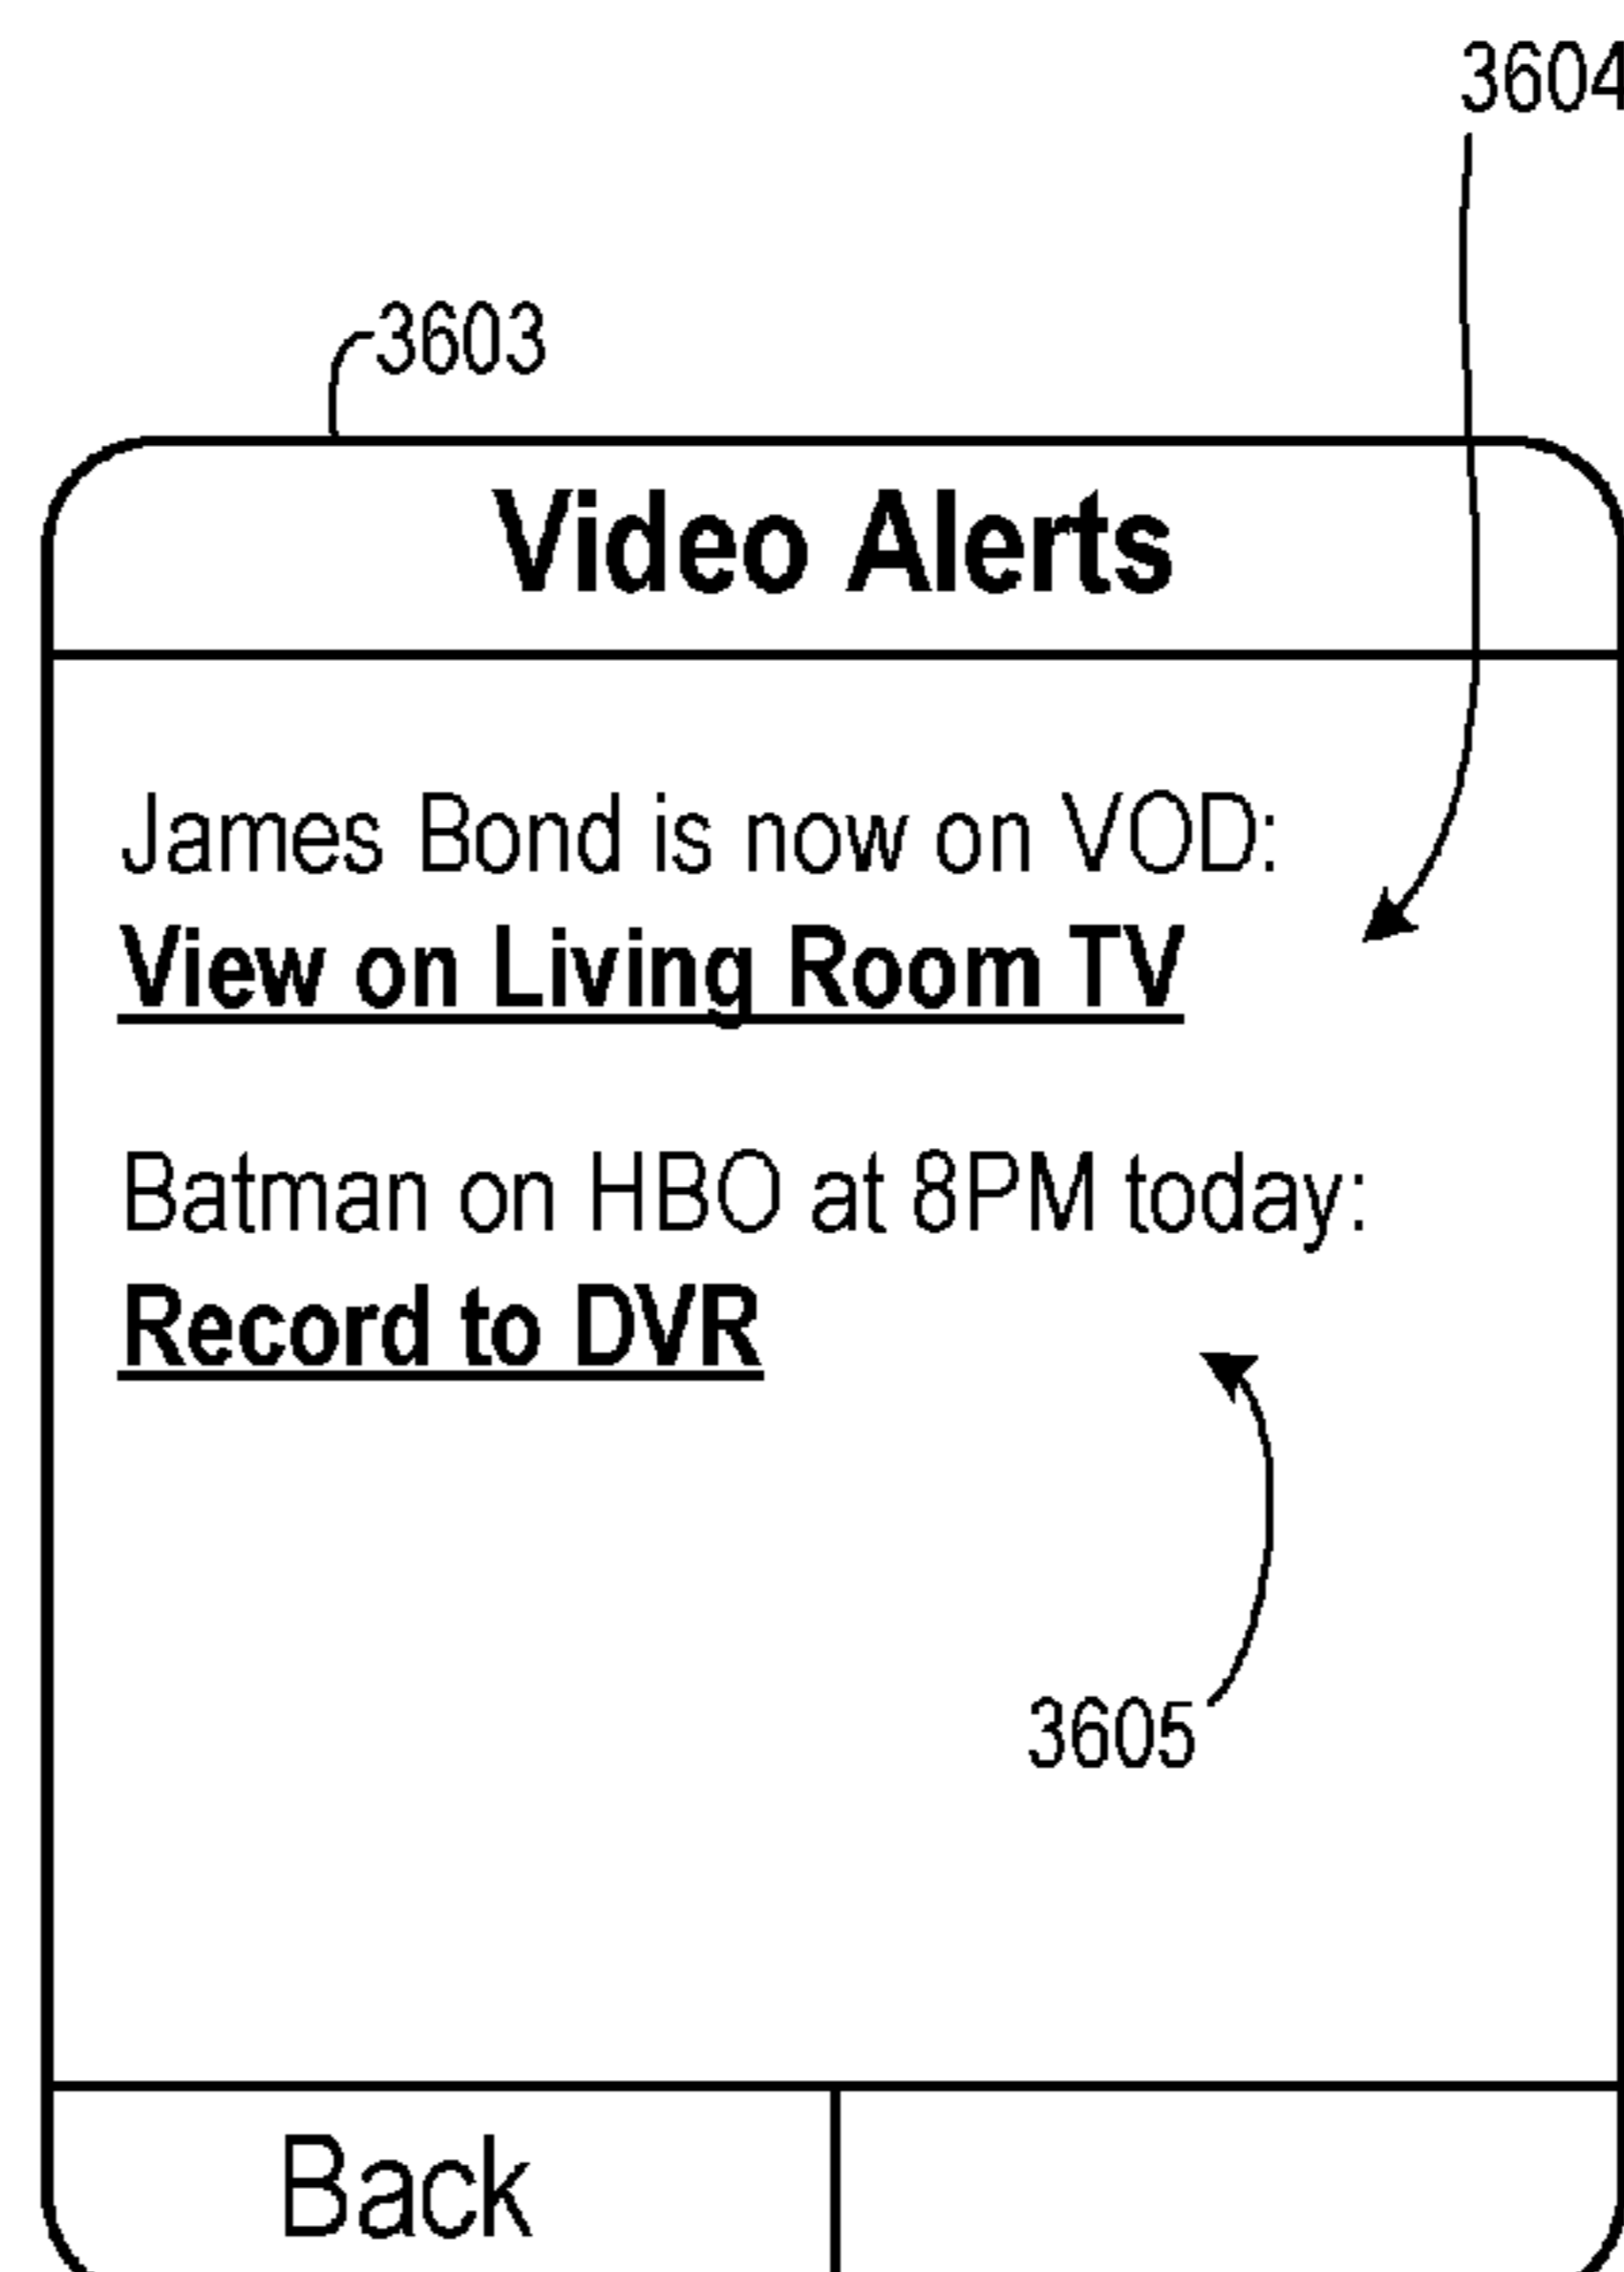 3604
3603
Video Alerts
James Bond is now on VOD:
View on Living Room TV
Batman on HBO at 8PM today:
Record to DVR
3605
Back